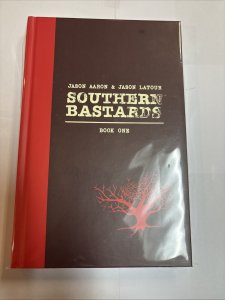 JASON AARON & JASON LATOUR
SOUTHERN
BASTARDS
BOOK ONE